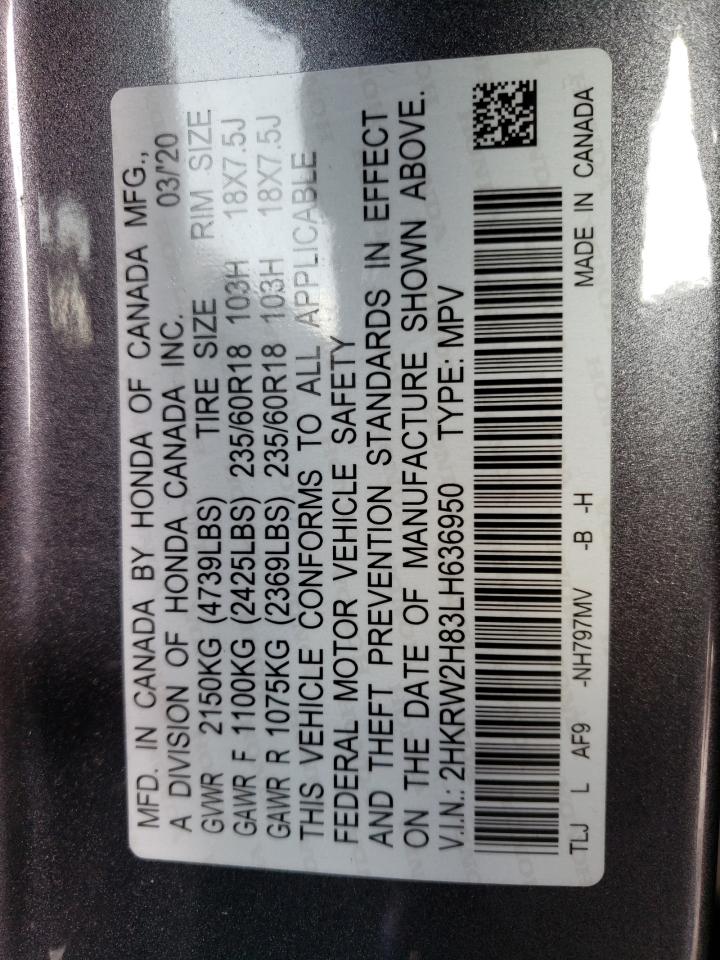 MFD. IN CANADA BY HONDA OF CANADA MFG.,
A DIVISION OF HONDA CANADA INC. 03/'20
GVWR 2150KG (4739LBS) TIRE SIZE RIM SIZE
GAWR F 1100KG (2425LBS) 235/60R18 103H 18X7.5J
GAWR R 1075KG (2369LBS) 235/60R18 103H 18X7.5J
THIS VEHICLE CONFORMS TO ALL APPLICABLE
FEDERAL MOTOR VEHICLE SAFETY
AND THEFT PREVENTION STANDARDS IN EFFECT
ON THE DATE OF MANUFACTURE SHOWN ABOVE.
V.I.N.: 2HKRW2H83LH636950 TYPE: MPV
TLJ L AF9 -NH797MV -B -H MADE IN CANADA